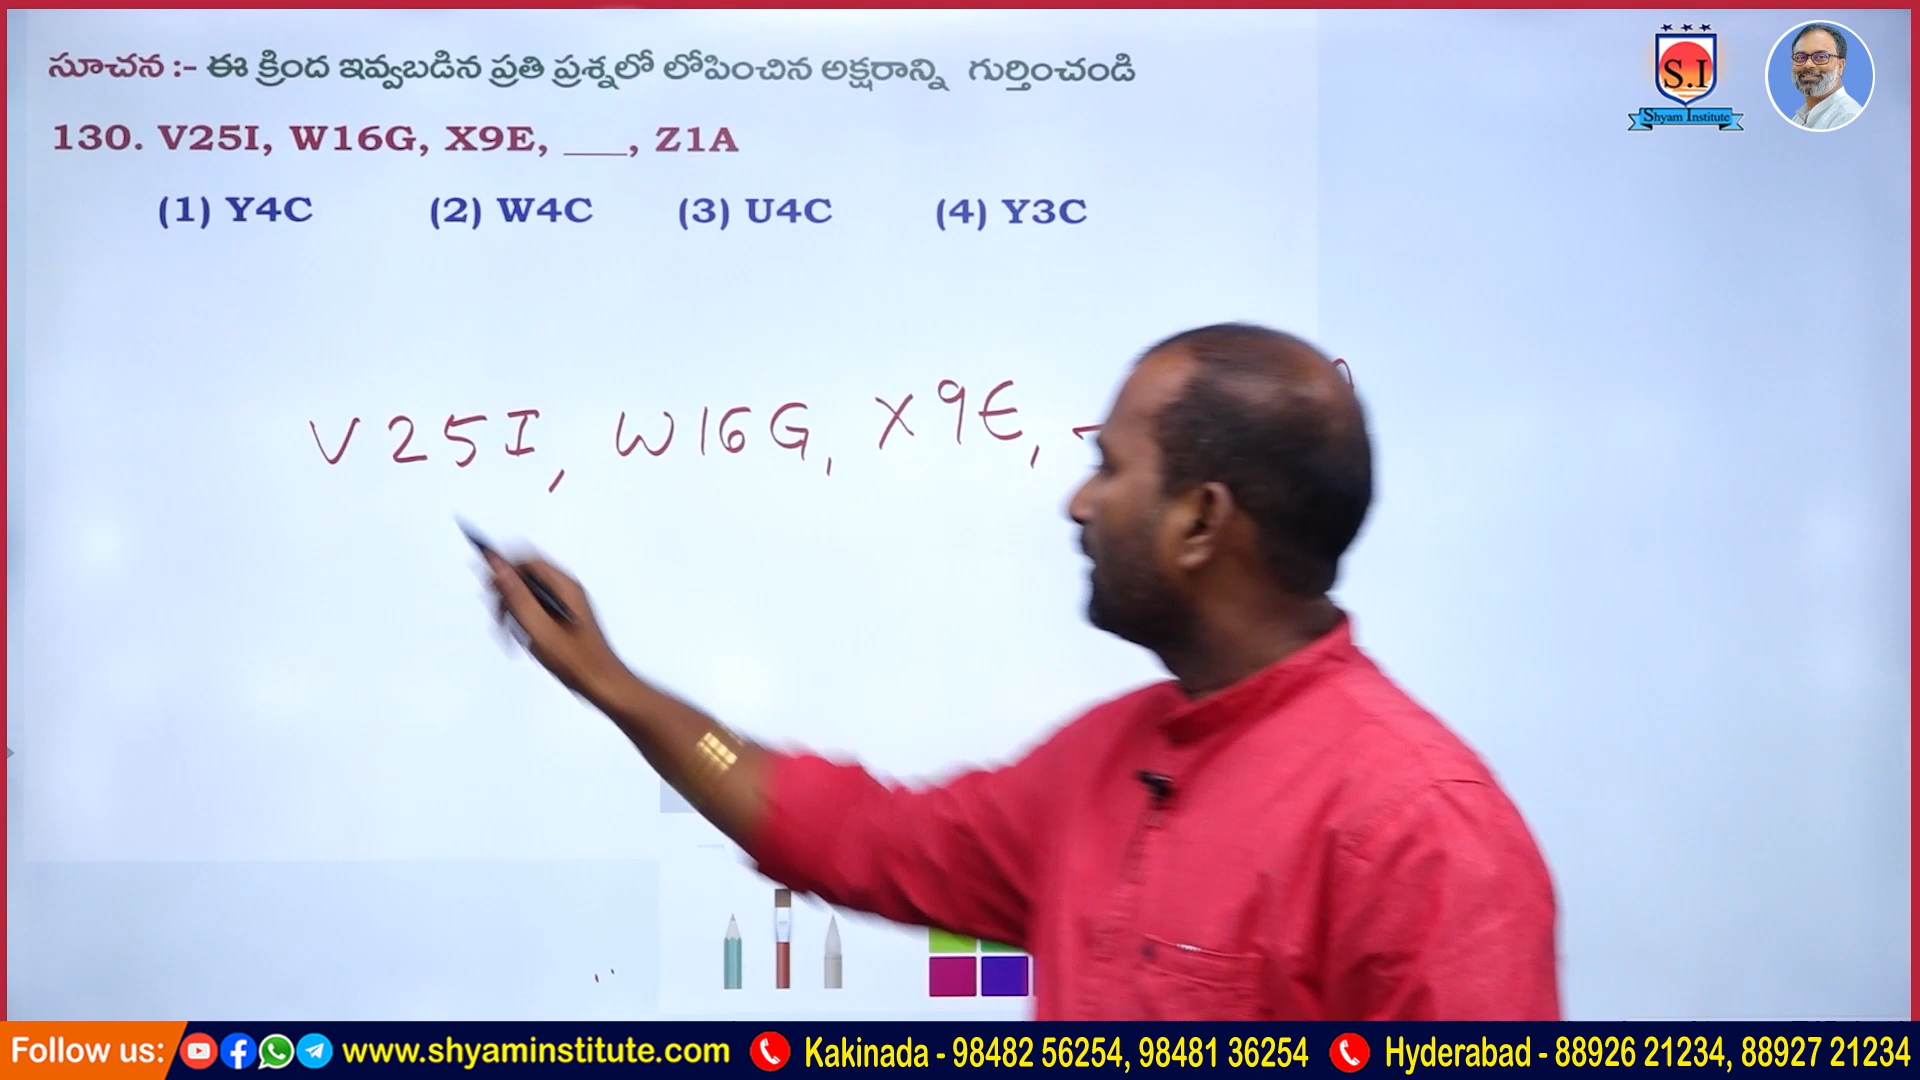 సూచన :- ఈ క్రింద ఇవ్వబడిన ప్రతి ప్రశ్నలో లోపించిన అక్షరాన్ని గుర్తించండి
130. V25I, W16G, X9E, ___, Z1A
(1) Y4C (2) W4C (3) U4C (4) Y3C
S.I
Shyam Institute
V25I, W16G, X9E,
Follow us: www.shyaminstitute.com Kakinada - 98482 56254, 98481 36254 Hyderabad - 88926 21234, 88927 21234